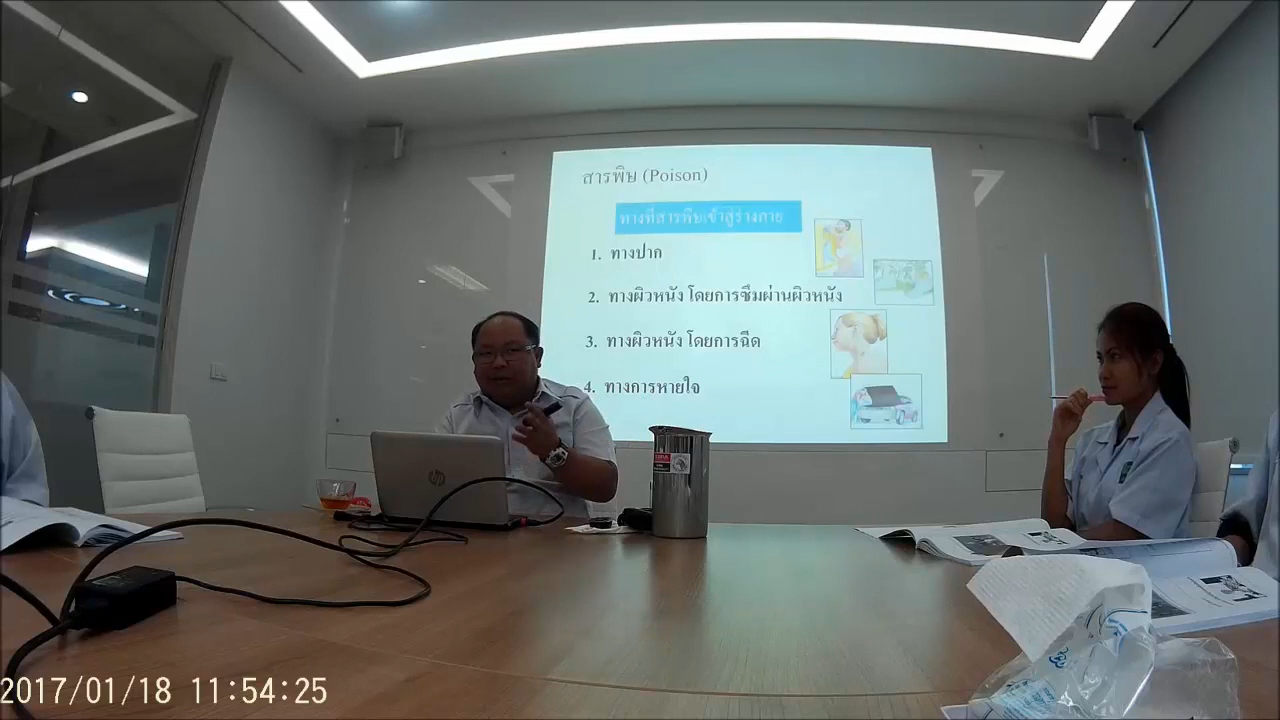 สารพิษ (Poison)
ทางที่สารพิษเข้าสู่ร่างกาย
1. ทางปาก
2. ทางผิวหนัง โดยการซึมผ่านผิวหนัง
3. ทางผิวหนัง โดยการฉีด
4. ทางการหายใจ
hp
2017/01/18 11:54:25